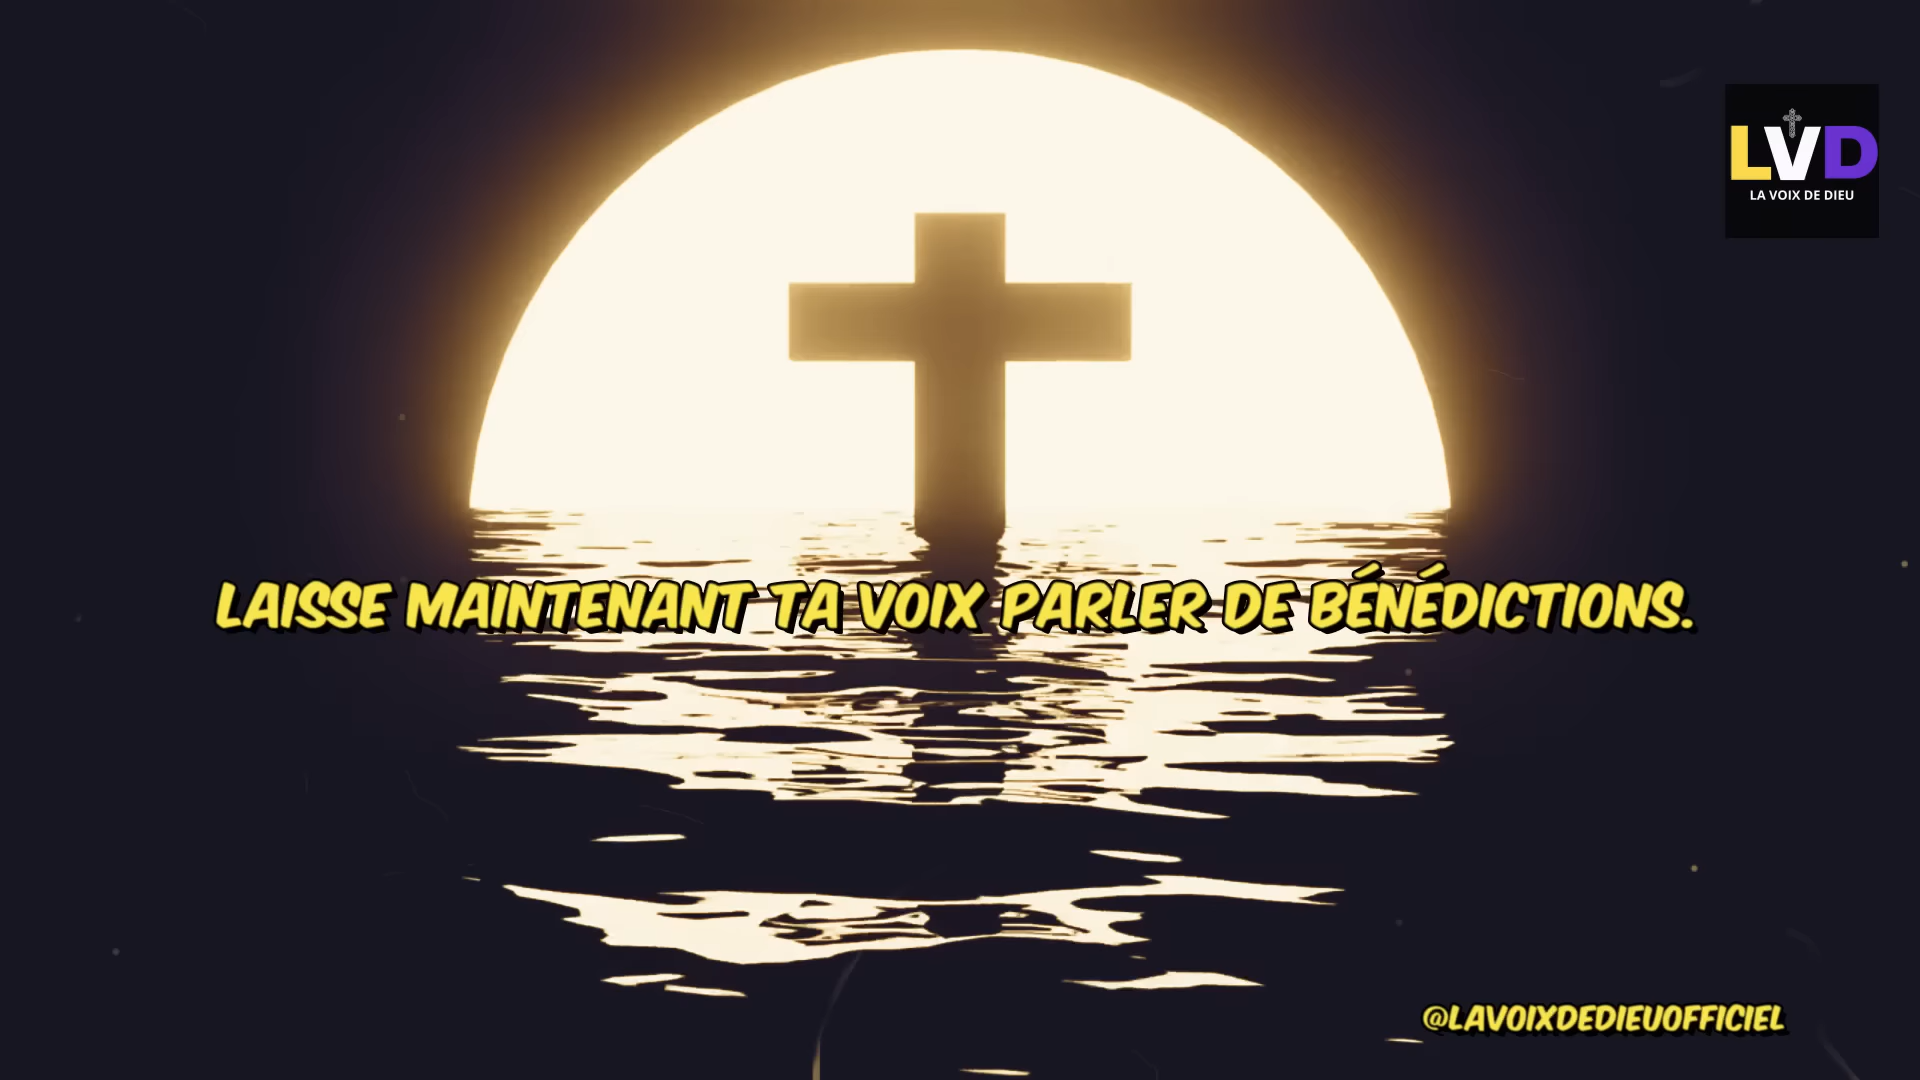 LVD
LA VOIX DE DIEU
LAISSE MAINTENANT TA VOIX PARLER DE BÉNÉDICTIONS.
@LAVOIXDEDIEUOFFICIEL